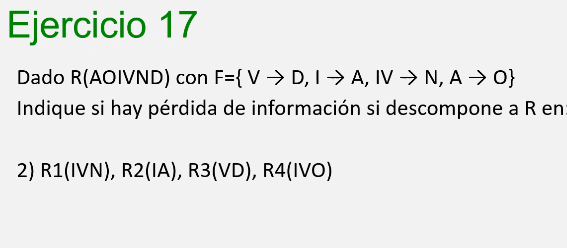 Ejercicio 17
Dado R(AOIVND) con F={ V → D, I → A, IV → N, A → O}
Indique si hay pérdida de información si descompone a R en:
2) R1(IVN), R2(IA), R3(VD), R4(IVO)